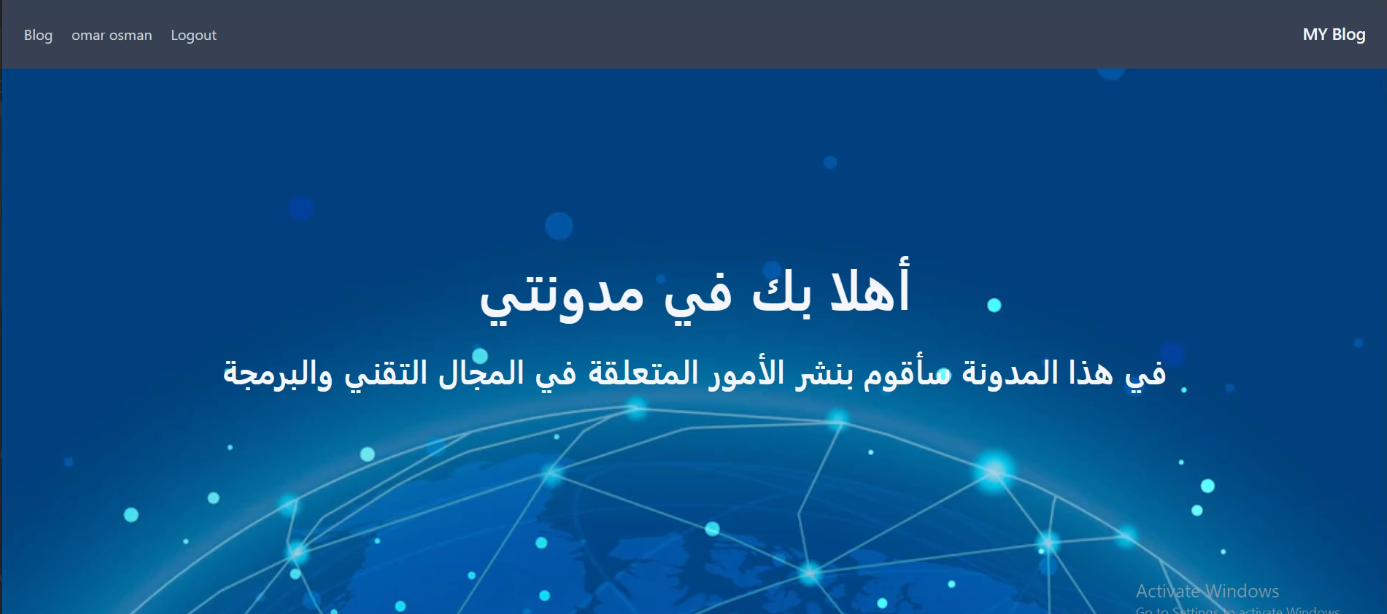 Blog omar osman Logout MY Blog
أهلا بك في مدونتي
في هذا المدونة سأقوم بنشر الأمور المتعلقة في المجال التقني والبرمجة
Activate Windows
Go to Settings to activate Windows.